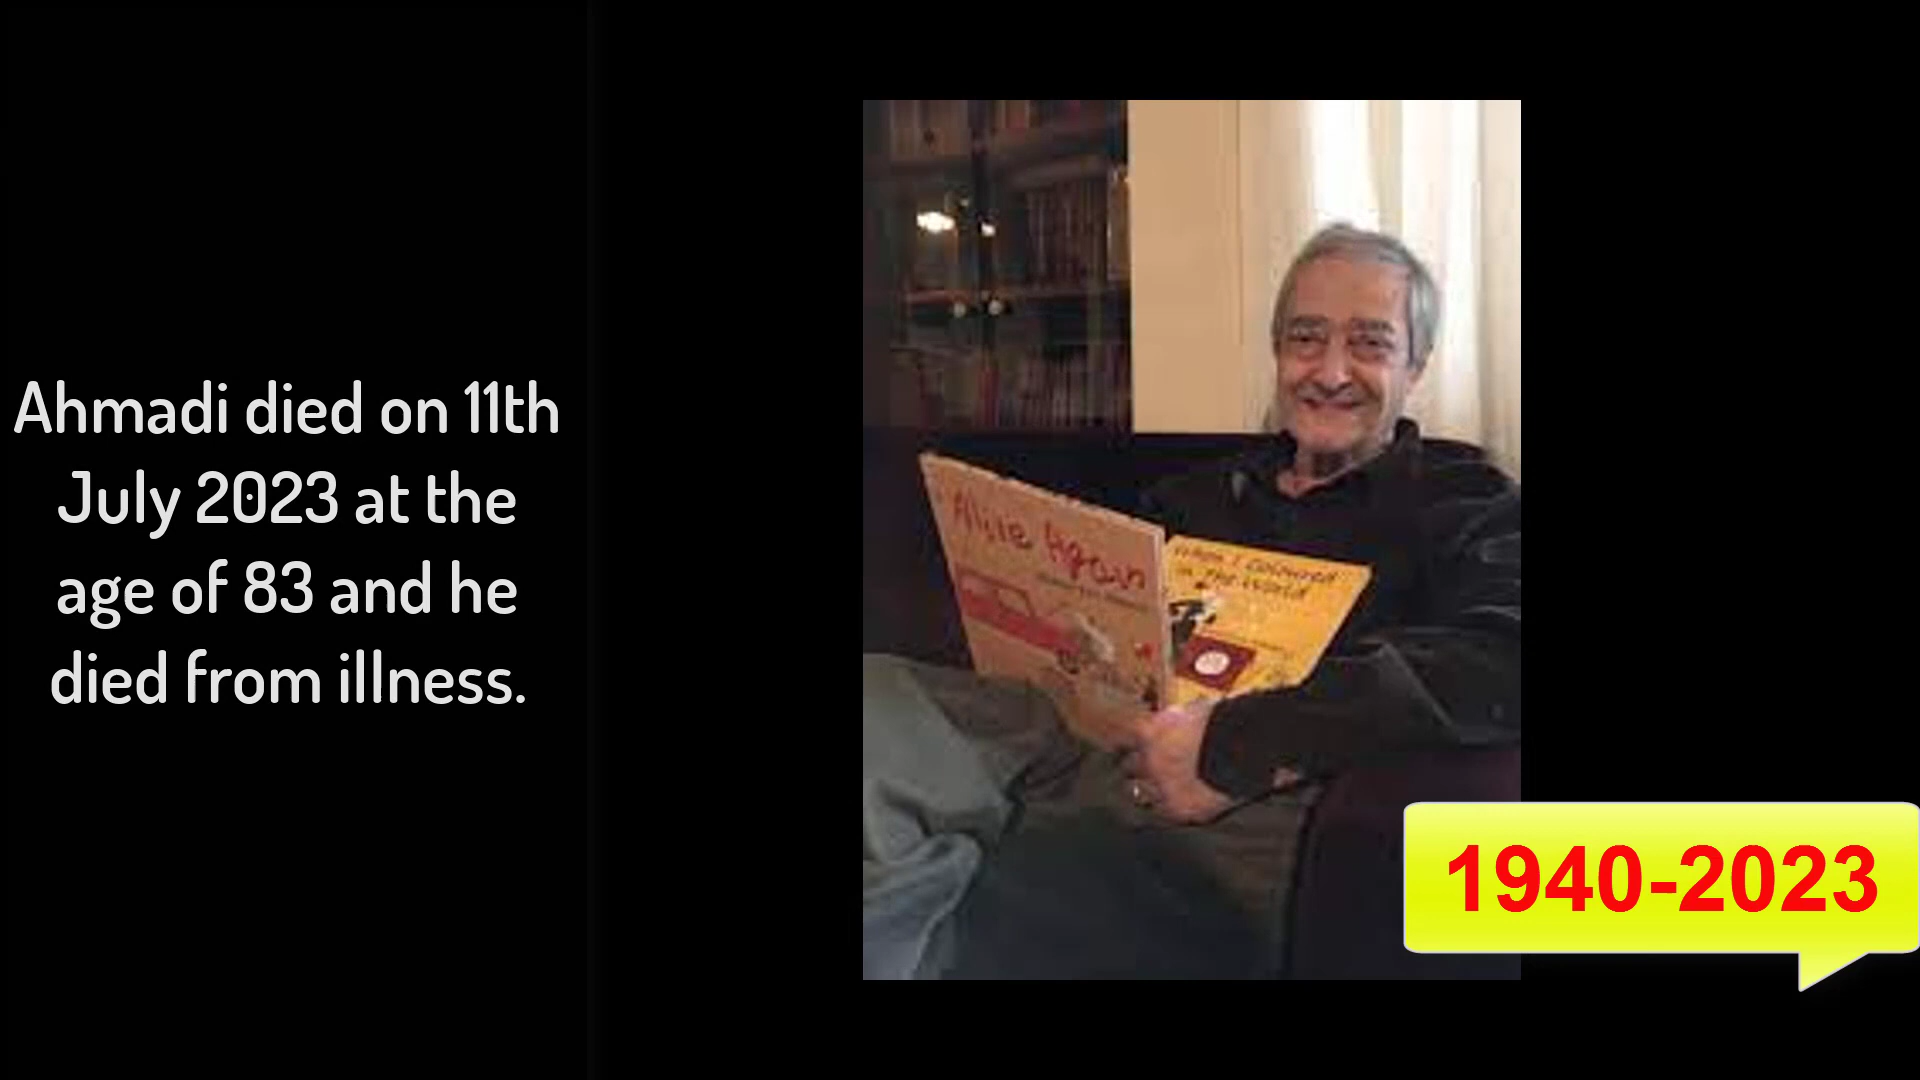 Ahmadi died on 11th
July 2023 at the
age of 83 and he
died from illness.
Alive Again
When I Coloured
in the World
1940-2023